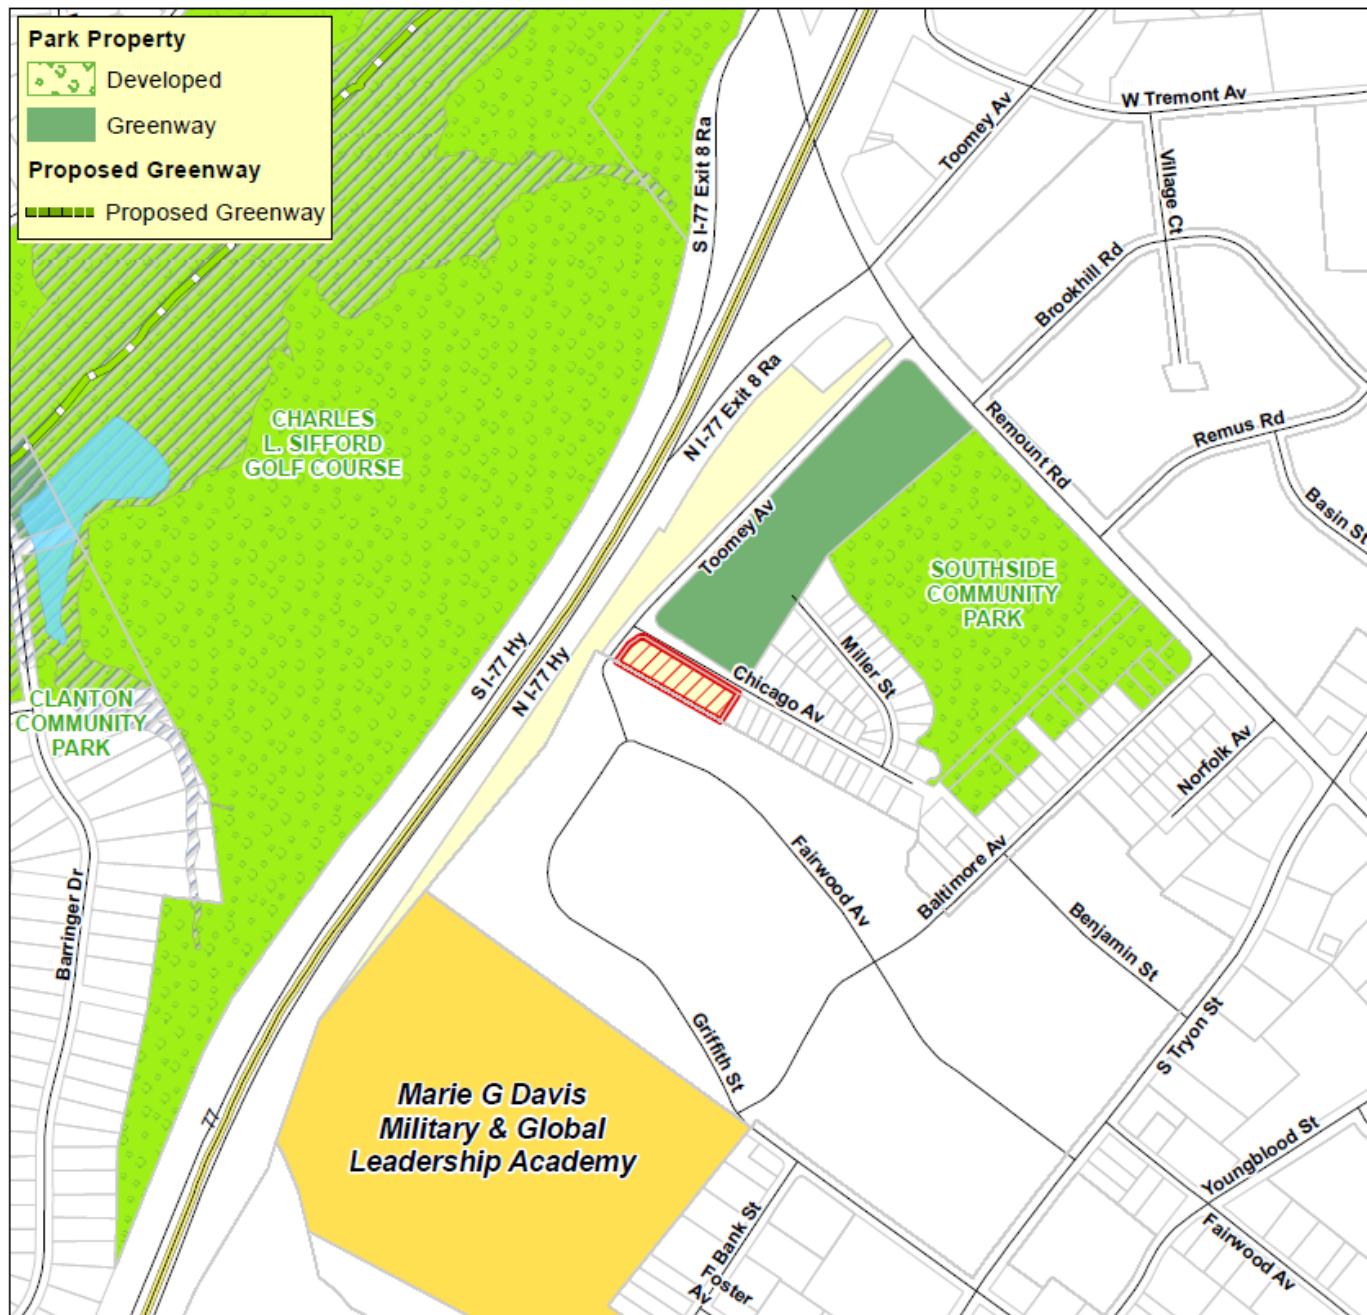 Park Property
Developed
Greenway
Proposed Greenway
Proposed Greenway
W Tremont Av
Toomey Av
S I-77 Exit 8 Ra
Village Ct
Brookhill Rd
N I-77 Exit 8 Ra
CHARLES
L. SIFFORD
GOLF COURSE
Remount Rd
Remus Rd
Basin St
Toomey Av
SOUTHSIDE
COMMUNITY
PARK
S I-77 Hy
N I-77 Hy
Miller St
Chicago Av
CLANTON
COMMUNITY
PARK
Norfolk Av
Fairwood Av
Baltimore Av
Barringer Dr
Benjamin St
Griffith St
S Tryon St
77
Marie G Davis
Military & Global
Leadership Academy
Youngblood St
Bank St
Fairwood Av
Foster
Av